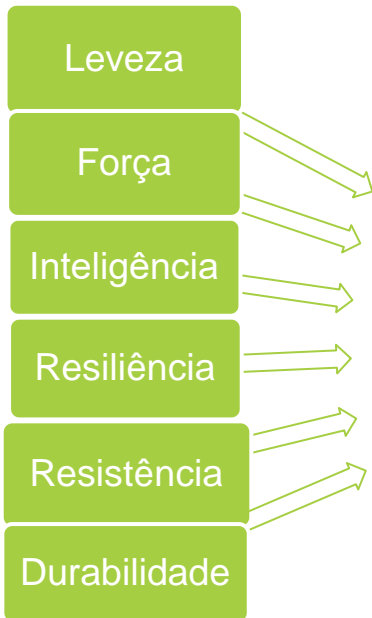 Leveza
Força
Inteligência
Resiliência
Resistência
Durabilidade